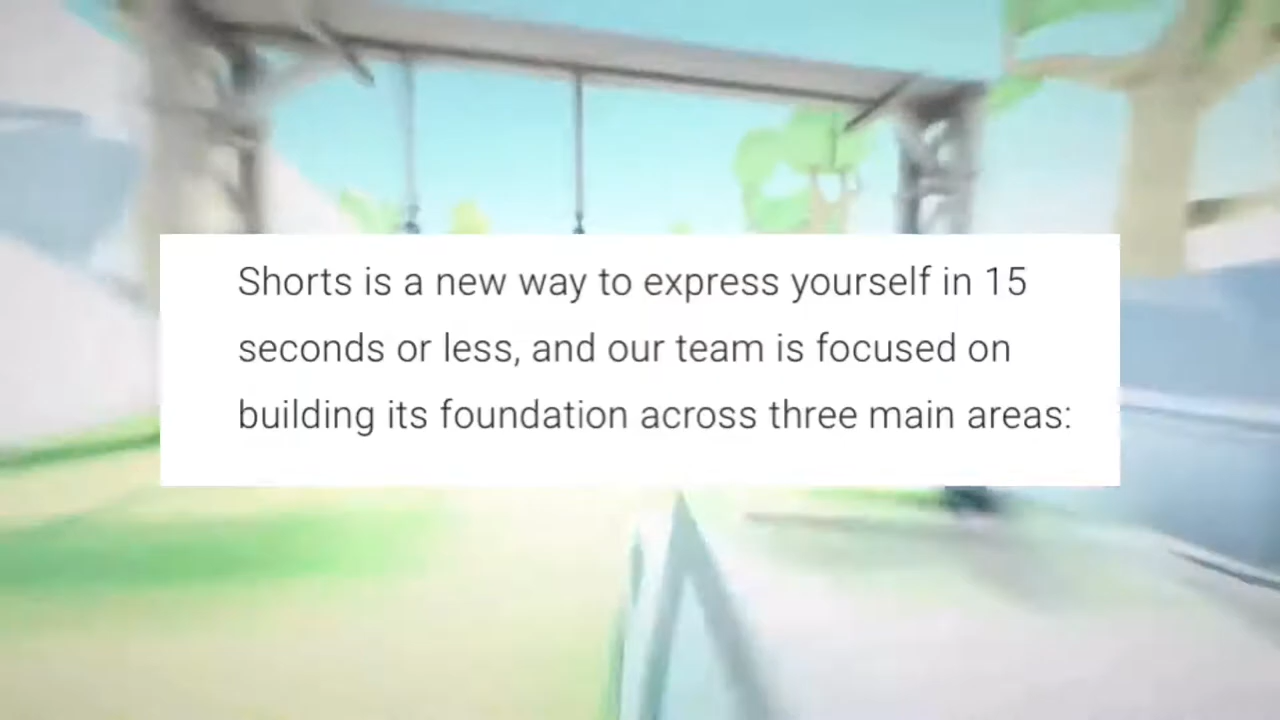 Shorts is a new way to express yourself in 15
seconds or less, and our team is focused on
building its foundation across three main areas: